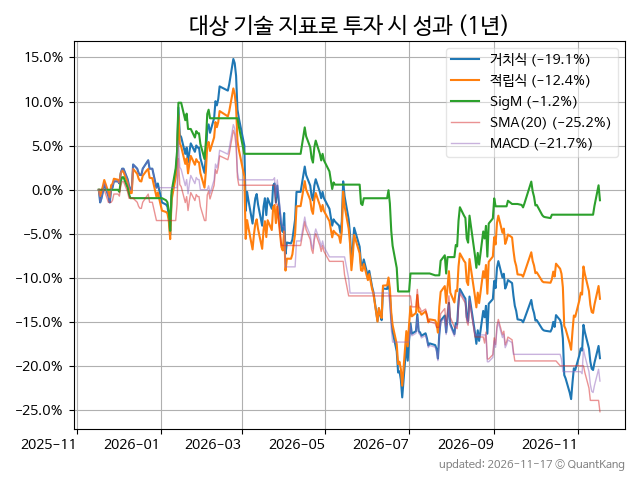 대상 기술 지표로 투자 시 성과 (1년)
거치식 (−19.1%)
적립식 (−12.4%)
SigM (−1.2%)
SMA(20) (−25.2%)
MACD (−21.7%)
15.0%
10.0%
5.0%
0.0%
−5.0%
−10.0%
−15.0%
−20.0%
−25.0%
2025-11 2026-01 2026-03 2026-05 2026-07 2026-09 2026-11
updated: 2026-11-17 © QuantKang